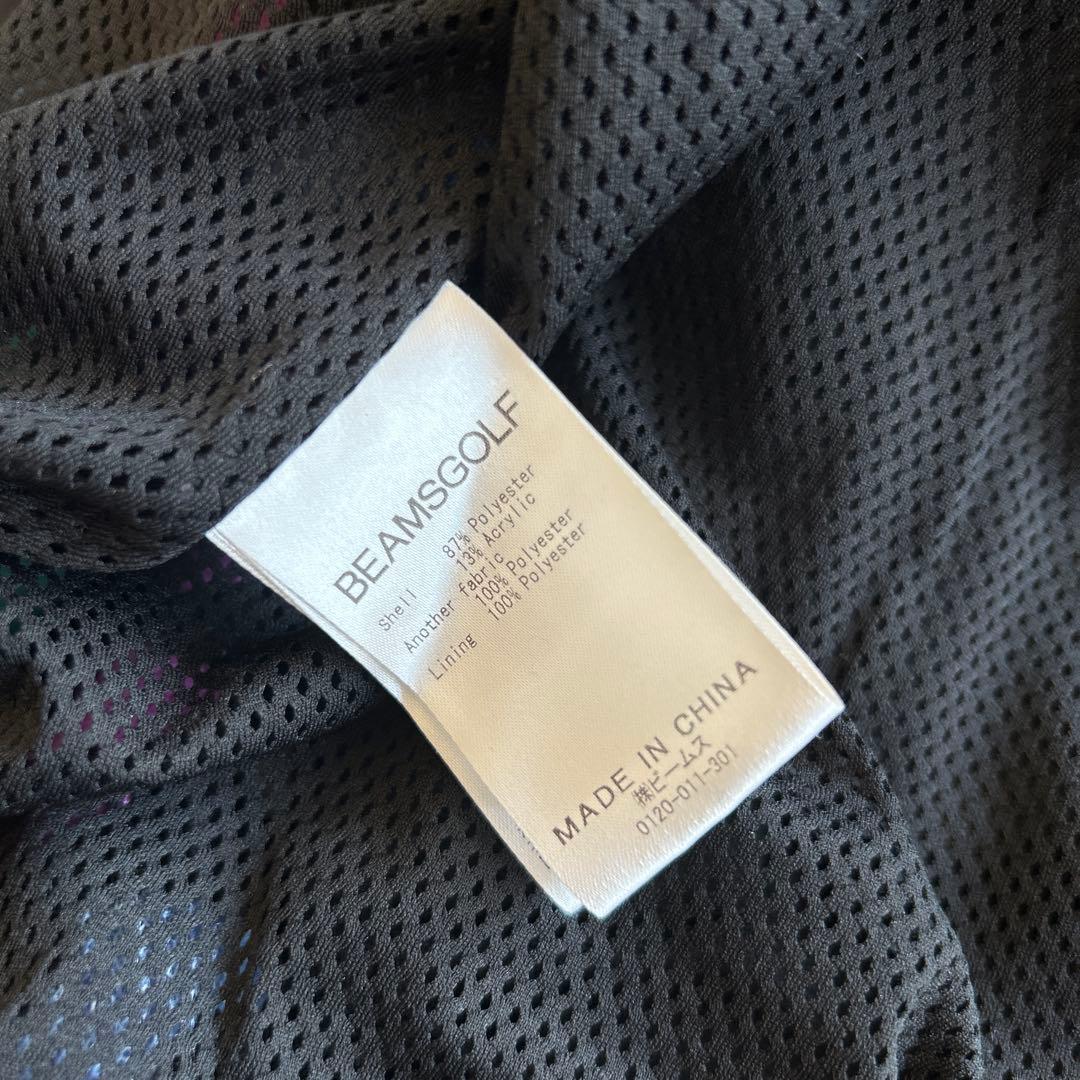 BEAMSGOLF
Shell 87% Polyester
13% Acrylic
Another fabric
100% Polyester
Lining 100% Polyester
MADE IN CHINA
㈱ビームス
0120-011-301